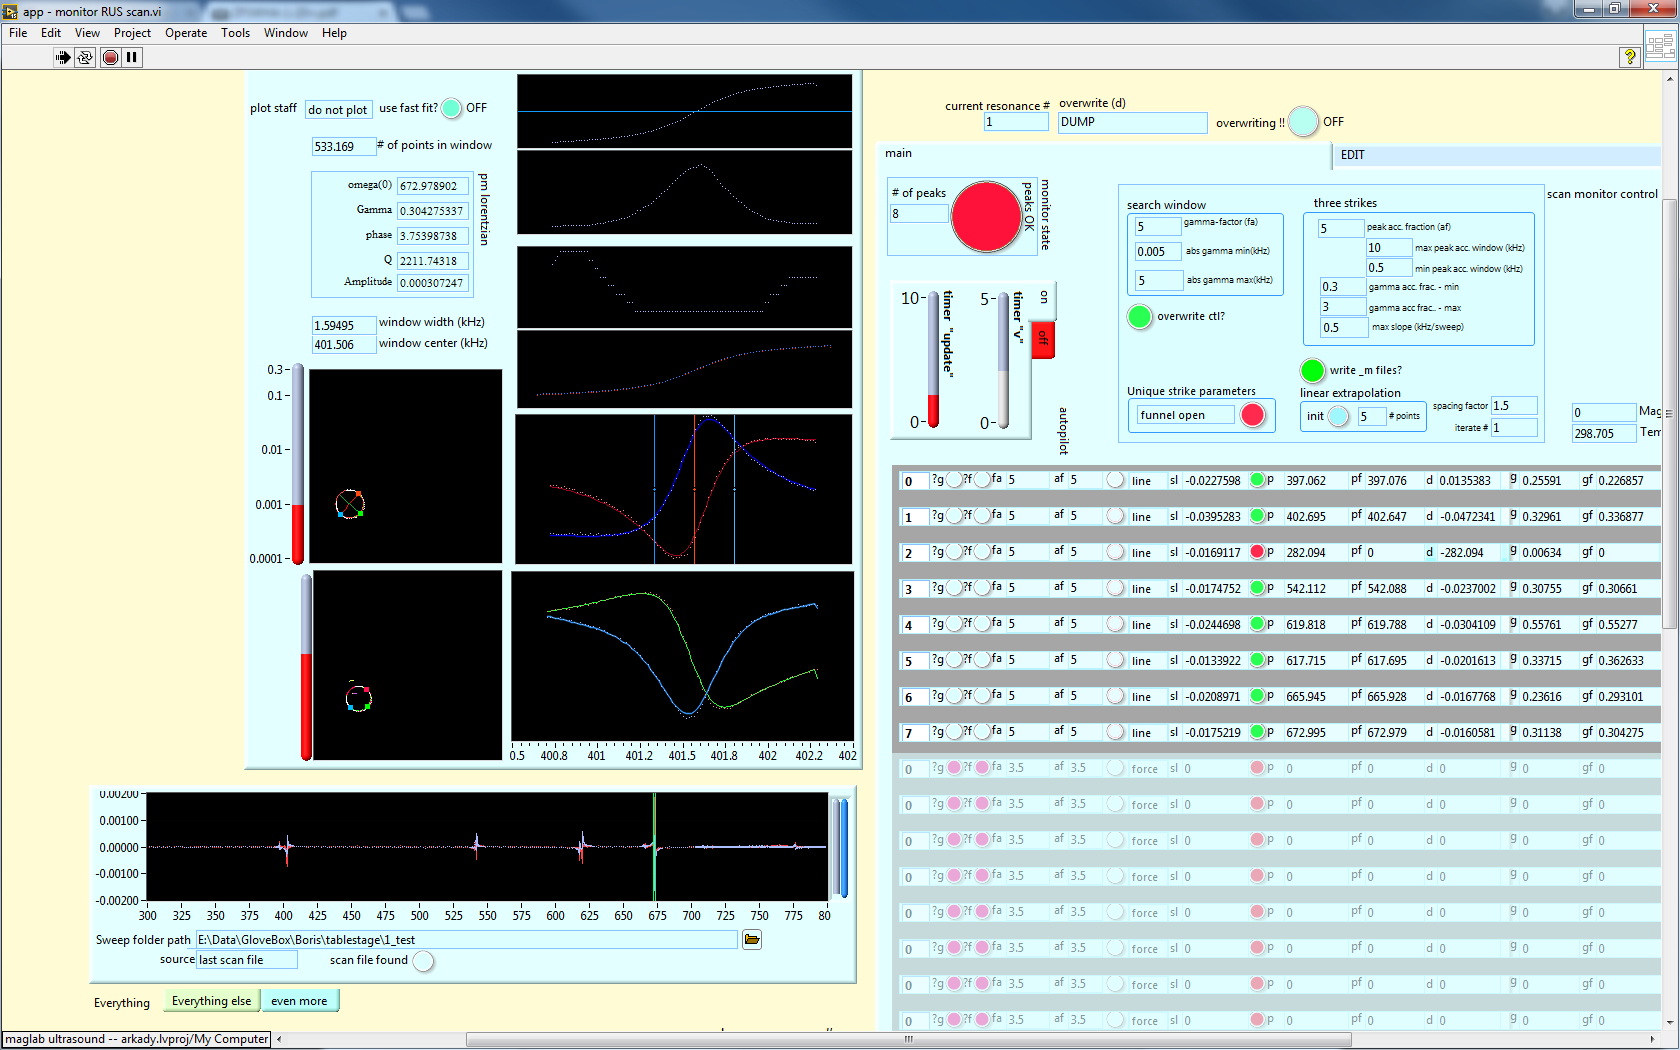 app - monitor RUS scan.vi
File Edit View Project Operate Tools Window Help
plot staff do not plot use fast fit? OFF
533.169 # of points in window
omega(0) 672.978902
Gamma 0.304275337
phase 3.75398738
Q 2211.74318
Amplitude 0.000307247
pm lorentzian
1.59495 window width (kHz)
401.506 window center (kHz)
0.3
0.1
0.01
0.001
0.0001
0.5 400.8 401 401.2 401.5 401.8 402 402.2 402
0.00200
0.00100
0.00000
-0.00100
-0.00200
300 325 350 375 400 425 450 475 500 525 550 575 600 625 650 675 700 725 750 775 80
Sweep folder path E:\Data\GloveBox\Boris\tablestage\1_test
source last scan file scan file found
Everything Everything else even more
current resonance # overwrite (d)
1 DUMP overwriting !! OFF
main EDIT
# of peaks
8
peaks OK
monitor state
10
0
timer "update"
5
0
timer "v"
on
off
autopilot
search window
5 gamma-factor (fa)
0.005 abs gamma min(kHz)
5 abs gamma max(kHz)
overwrite ctl?
Unique strike parameters
funnel open
three strikes
5 peak acc. fraction (af)
10 max peak acc. window (kHz)
0.5 min peak acc. window (kHz)
0.3 gamma acc. frac. - min
3 gamma acc frac.. - max
0.5 max slope (kHz/sweep)
write _m files?
linear extrapolation
init 5 # points
spacing factor 1.5
iterate # 1
scan monitor control
0 Mag
298.705 Tem
0 ?g ?f fa 5 af 5 line sl -0.0227598 p 397.062 pf 397.076 d 0.0135383 g 0.25591 gf 0.226857
1 ?g ?f fa 5 af 5 line sl -0.0395283 p 402.695 pf 402.647 d -0.0472341 g 0.32961 gf 0.336877
2 ?g ?f fa 5 af 5 line sl -0.0169117 p 282.094 pf 0 d -282.094 g 0.00634 gf 0
3 ?g ?f fa 5 af 5 line sl -0.0174752 p 542.112 pf 542.088 d -0.0237002 g 0.30755 gf 0.30661
4 ?g ?f fa 5 af 5 line sl -0.0244698 p 619.818 pf 619.788 d -0.0304109 g 0.55761 gf 0.55277
5 ?g ?f fa 5 af 5 line sl -0.0133922 p 617.715 pf 617.695 d -0.0201613 g 0.33715 gf 0.362633
6 ?g ?f fa 5 af 5 line sl -0.0208971 p 665.945 pf 665.928 d -0.0167768 g 0.23616 gf 0.293101
7 ?g ?f fa 5 af 5 line sl -0.0175219 p 672.995 pf 672.979 d -0.0160581 g 0.31138 gf 0.304275
0 ?g ?f fa 3.5 af 3.5 force sl 0 p 0 pf 0 d 0 g 0 gf 0
0 ?g ?f fa 3.5 af 3.5 force sl 0 p 0 pf 0 d 0 g 0 gf 0
0 ?g ?f fa 3.5 af 3.5 force sl 0 p 0 pf 0 d 0 g 0 gf 0
0 ?g ?f fa 3.5 af 3.5 force sl 0 p 0 pf 0 d 0 g 0 gf 0
0 ?g ?f fa 3.5 af 3.5 force sl 0 p 0 pf 0 d 0 g 0 gf 0
0 ?g ?f fa 3.5 af 3.5 force sl 0 p 0 pf 0 d 0 g 0 gf 0
0 ?g ?f fa 3.5 af 3.5 force sl 0 p 0 pf 0 d 0 g 0 gf 0
0 ?g ?f fa 3.5 af 3.5 force sl 0 p 0 pf 0 d 0 g 0 gf 0
maglab ultrasound -- arkady.lvproj/My Computer